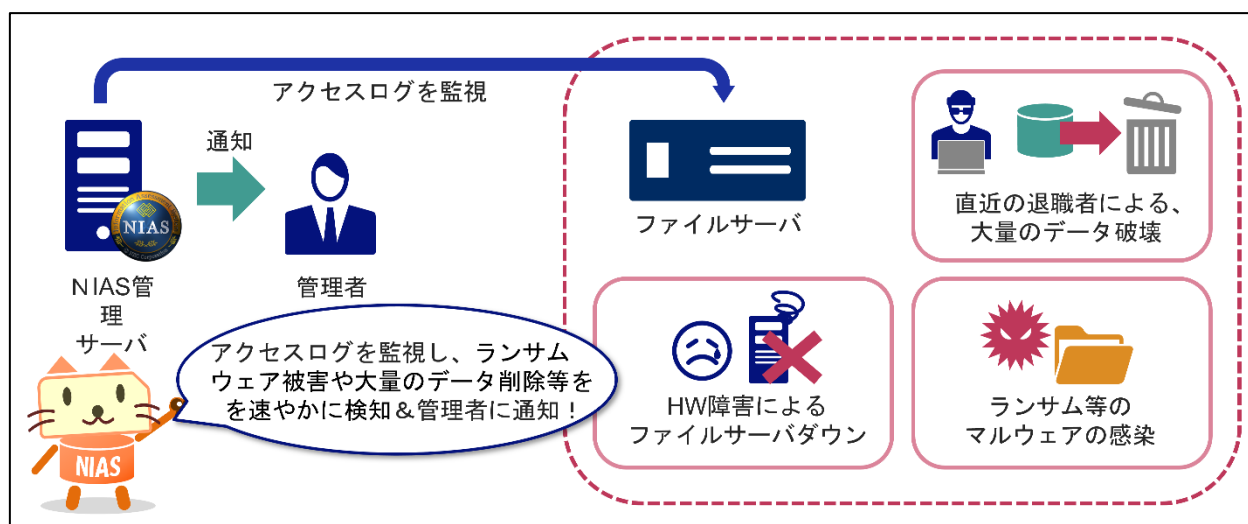 アクセスログを監視
通知
NIAS
NIAS管
理
サーバ
管理者
ファイルサーバ
直近の退職者による、
大量のデータ破壊
HW障害による
ファイルサーバダウン
ランサム等の
マルウェアの感染
アクセスログを監視し、ランサム
ウェア被害や大量のデータ削除等を
を速やかに検知＆管理者に通知！
NIAS